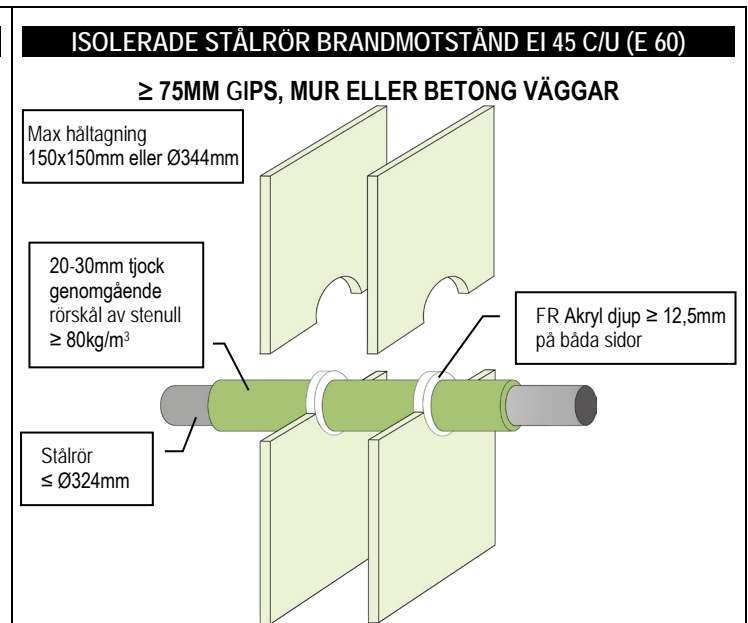 ISOLERADE STÅLRÖR BRANDMOTSTÅND EI 45 C/U (E 60)
≥ 75MM GIPS, MUR ELLER BETONG VÄGGAR
Max håltagning
150x150mm eller Ø344mm
20-30mm tjock
genomgående
rörskål av stenull
≥ 80kg/m³
FR Akryl djup ≥ 12,5mm
på båda sidor
Stålrör
≤ Ø324mm